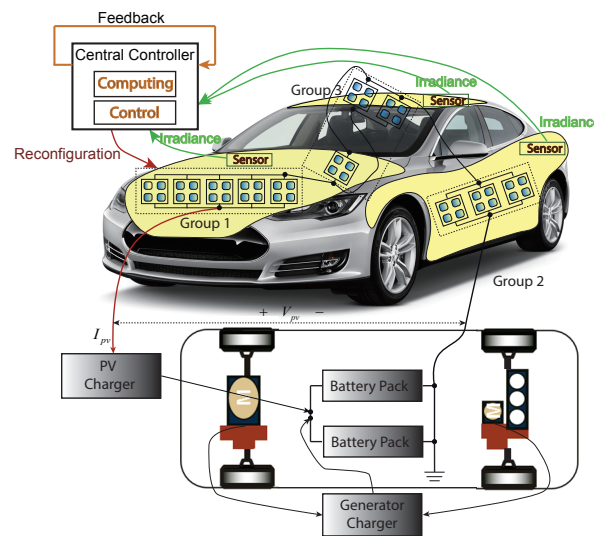 Feedback
Central Controller
Computing
Control
Group 3
Irradiance
Sensor
Irradiance
Irradiance
Sensor
Sensor
Reconfiguration
Group 1
Group 2
+ V_pv −
I_pv
PV
Charger
M
Battery Pack
M
Battery Pack
Generator
Charger